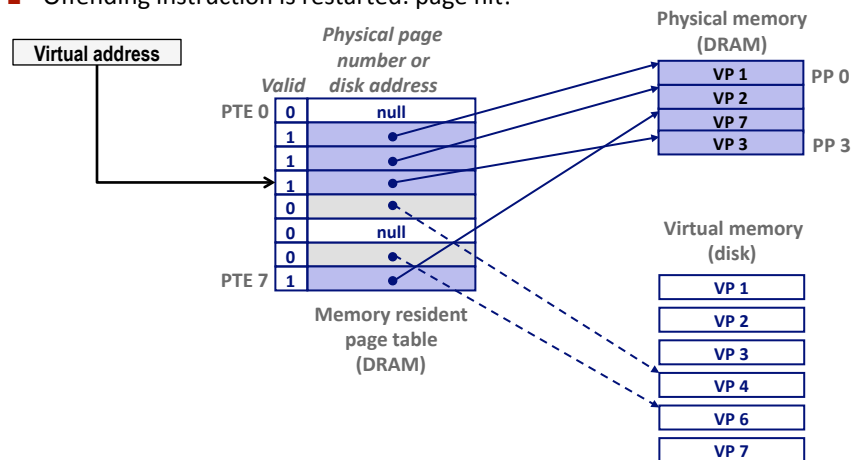 Offending instruction is restarted: page hit!
Physical memory
(DRAM)
Virtual address
Physical page
number or
disk address
Valid
PTE 0
0 null
1
1
1
0
0 null
0
PTE 7 1
Memory resident
page table
(DRAM)
VP 1 PP 0
VP 2
VP 7
VP 3 PP 3
Virtual memory
(disk)
VP 1
VP 2
VP 3
VP 4
VP 6
VP 7